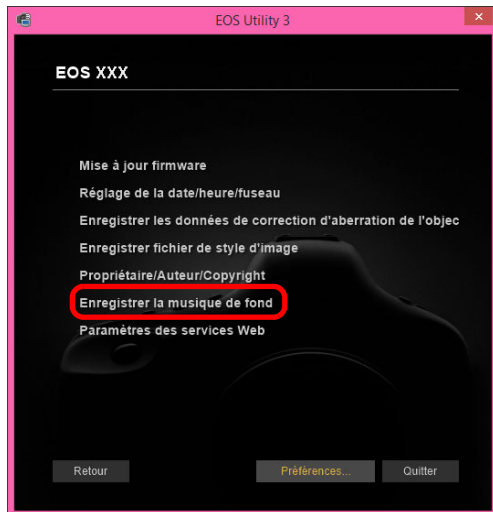 EOS Utility 3
EOS XXX
Mise à jour firmware
Réglage de la date/heure/fuseau
Enregistrer les données de correction d'aberration de l'objec
Enregistrer fichier de style d'image
Propriétaire/Auteur/Copyright
Enregistrer la musique de fond
Paramètres des services Web
Retour
Préférences...
Quitter